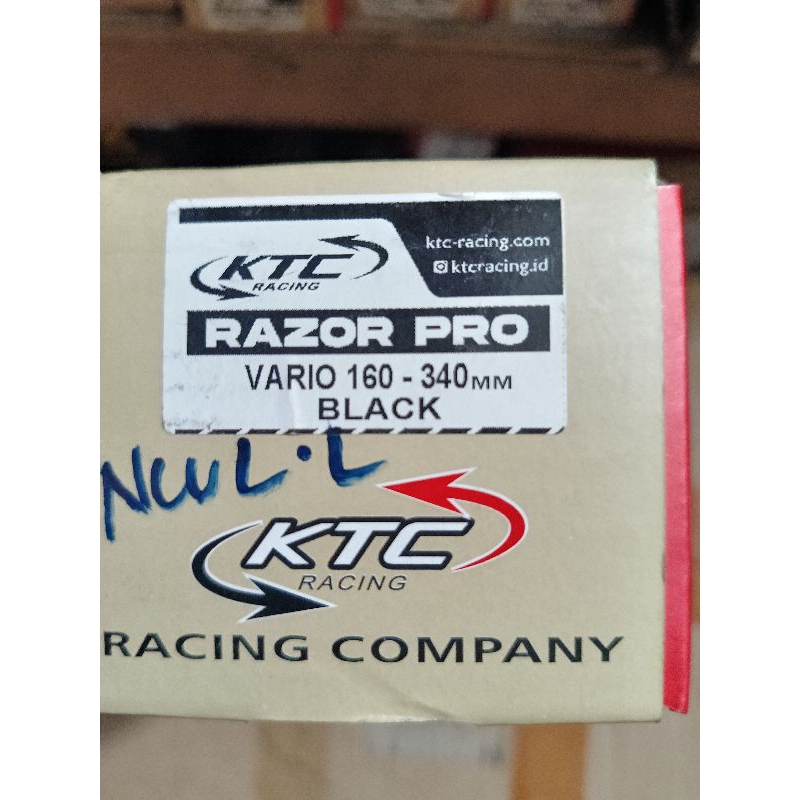 KTC
RACING
ktc-racing.com
ktcracing.id
RAZOR PRO
VARIO 160 - 340MM
BLACK
KTC
RACING
RACING COMPANY